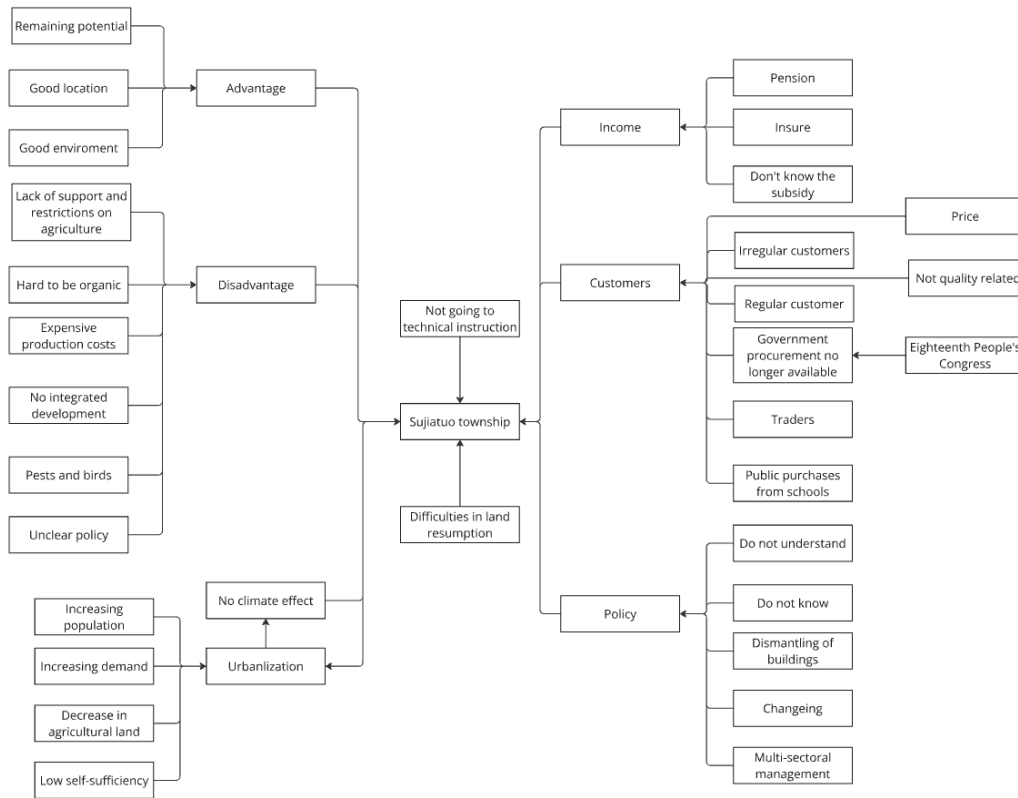 Remaining potential
Good location
Good enviroment
Advantage
Lack of support and
restrictions on
agriculture
Hard to be organic
Expensive
production costs
No integrated
development
Pests and birds
Unclear policy
Disadvantage
Increasing
population
Increasing demand
Decrease in
agricultural land
Low self-sufficiency
No climate effect
Urbanlization
Not going to
technical instruction
Sujiatuo township
Difficulties in land
resumption
Income
Pension
Insure
Don't know the
subsidy
Customers
Price
Irregular customers
Not quality related
Regular customer
Government
procurement no
longer available
Eighteenth People's
Congress
Traders
Public purchases
from schools
Policy
Do not understand
Do not know
Dismantling of
buildings
Changeing
Multi-sectoral
management